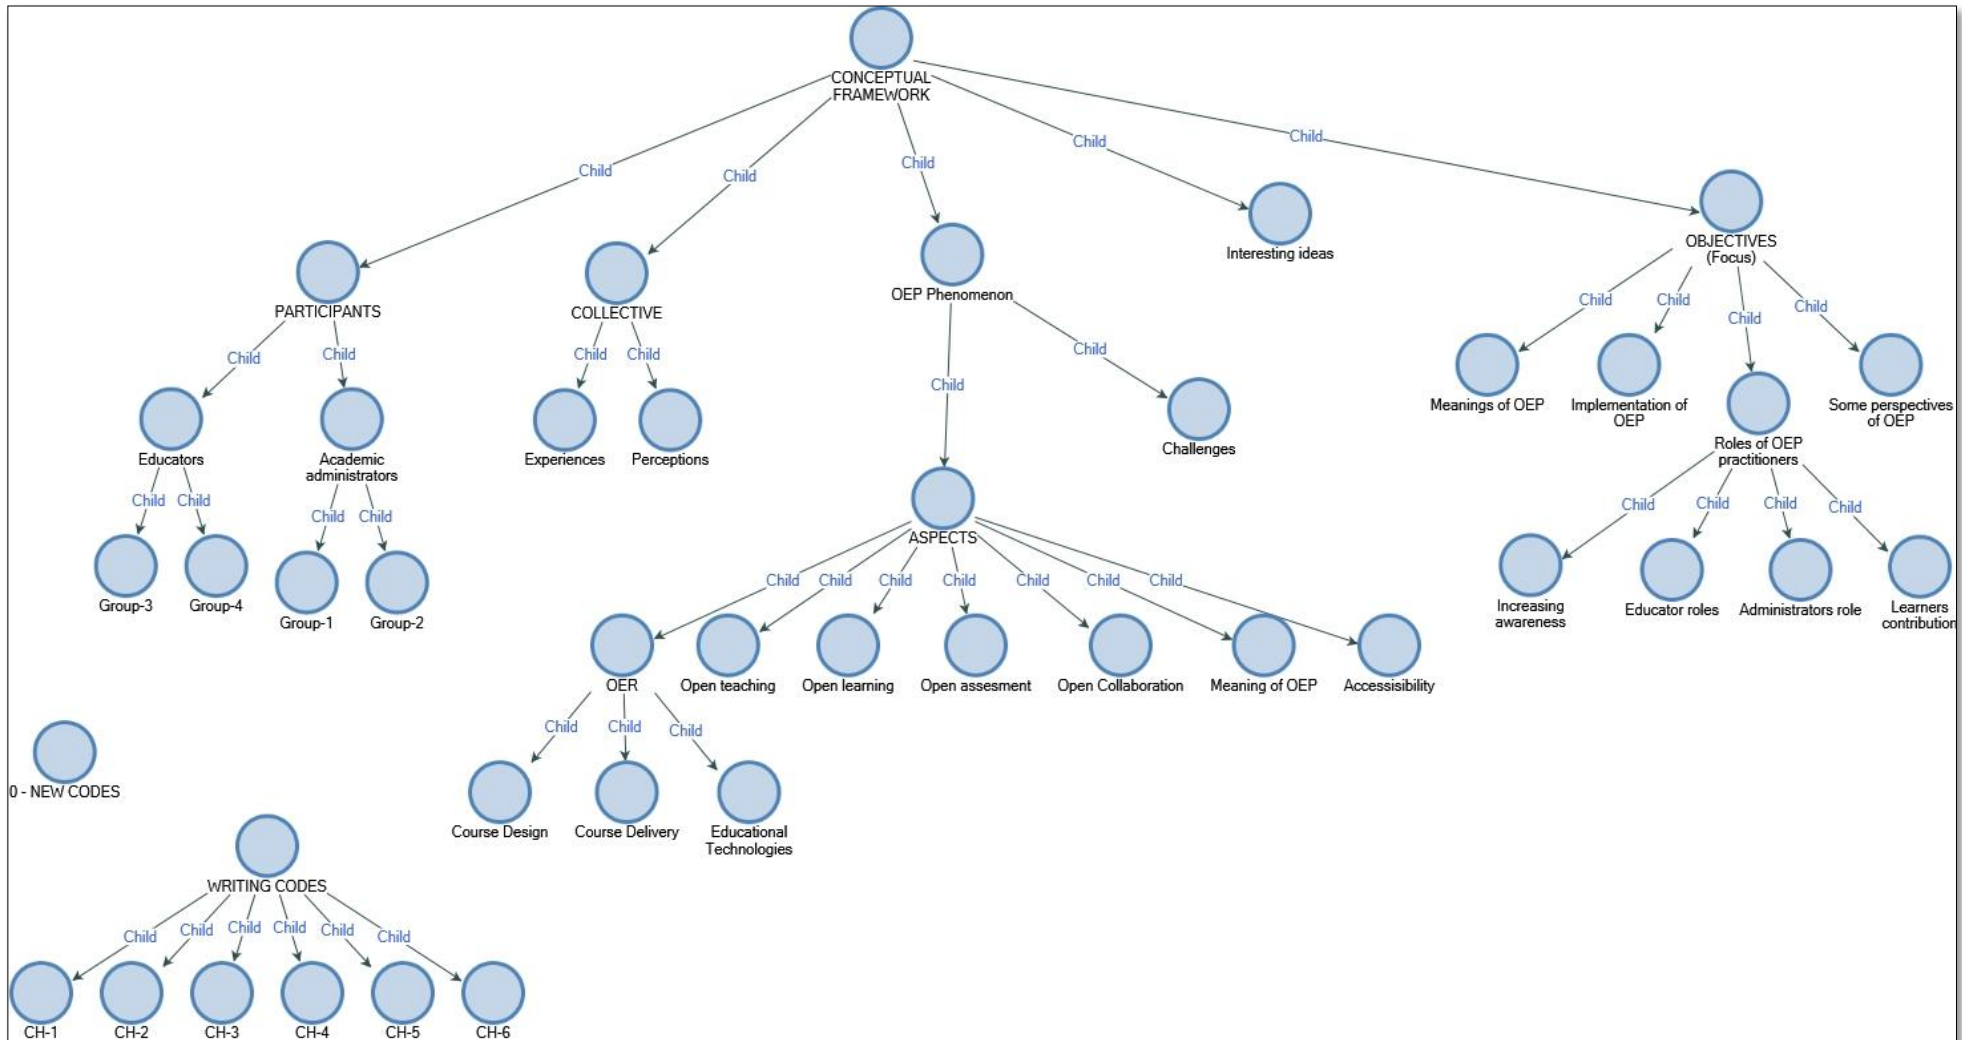 CONCEPTUAL
FRAMEWORK
Child
Child
Child
Child
Child
PARTICIPANTS
COLLECTIVE
OEP Phenomenon
Interesting ideas
OBJECTIVES
(Focus)
Child
Child
Child
Child
Child
Child
Child
Child
Child
Child
Educators
Academic
administrators
Experiences
Perceptions
Challenges
Meanings of OEP
Implementation of
OEP
Roles of OEP
practitioners
Some perspectives
of OEP
Child
Child
Child
Child
Child
Child
Child
Child
Group-3
Group-4
Group-1
Group-2
ASPECTS
Increasing
awareness
Educator roles
Administrators role
Learners
contribution
Child
Child
Child
Child
Child
Child
Child
OER
Open teaching
Open learning
Open assesment
Open Collaboration
Meaning of OEP
Accessisibility
Child
Child
Child
Course Design
Course Delivery
Educational
Technologies
0 - NEW CODES
WRITING CODES
Child
Child
Child
Child
Child
Child
CH-1
CH-2
CH-3
CH-4
CH-5
CH-6